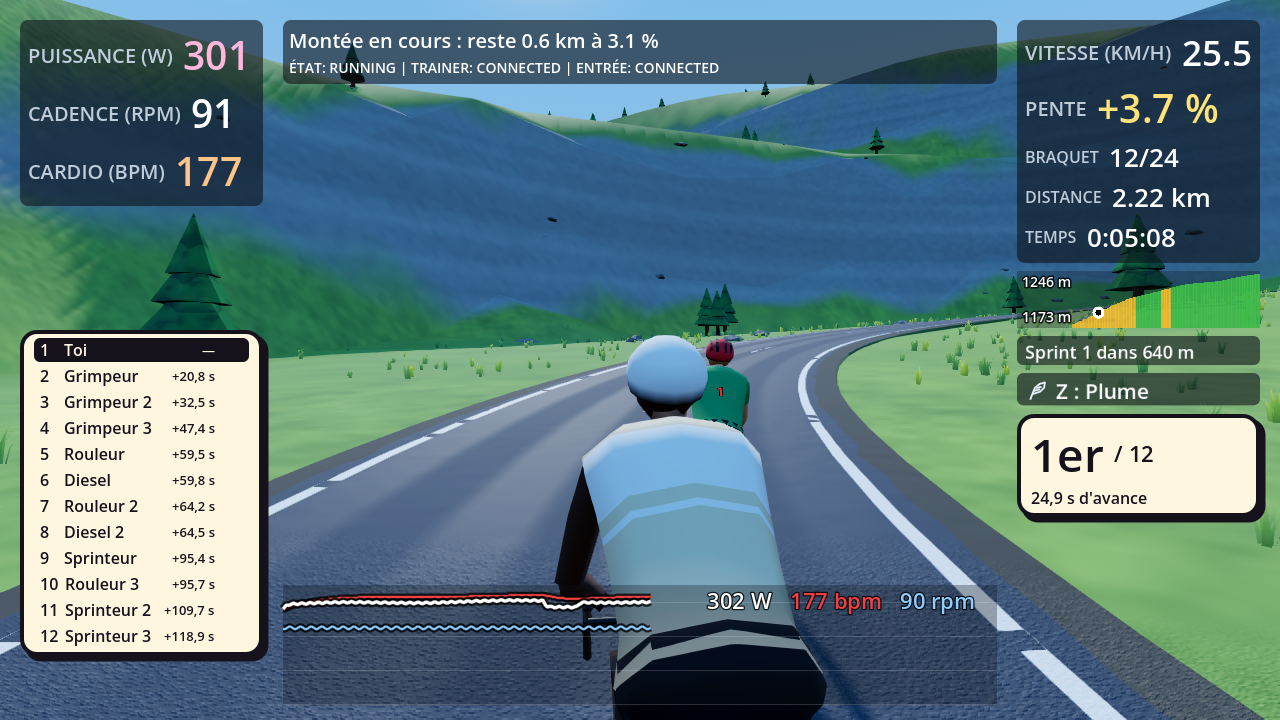 PUISSANCE (W) 301
CADENCE (RPM) 91
CARDIO (BPM) 177
Montée en cours : reste 0.6 km à 3.1 %
ÉTAT: RUNNING | TRAINER: CONNECTED | ENTRÉE: CONNECTED
VITESSE (KM/H) 25.5
PENTE +3.7 %
BRAQUET 12/24
DISTANCE 2.22 km
TEMPS 0:05:08
1246 m
1173 m
Sprint 1 dans 640 m
Z : Plume
1er / 12
24,9 s d'avance
1 Toi —
2 Grimpeur +20,8 s
3 Grimpeur 2 +32,5 s
4 Grimpeur 3 +47,4 s
5 Rouleur +59,5 s
6 Diesel +59,8 s
7 Rouleur 2 +64,2 s
8 Diesel 2 +64,5 s
9 Sprinteur +95,4 s
10 Rouleur 3 +95,7 s
11 Sprinteur 2 +109,7 s
12 Sprinteur 3 +118,9 s
1
302 W 177 bpm 90 rpm